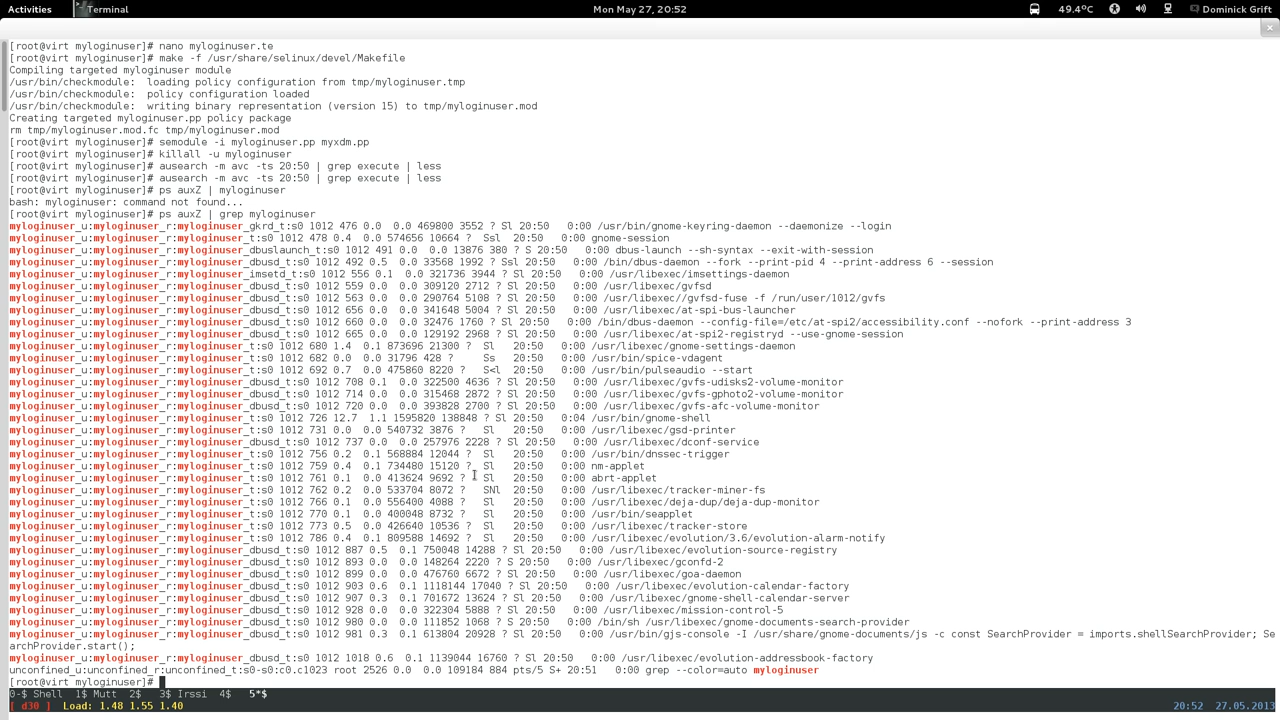 Activities Terminal Mon May 27, 20:52 49.4°C Dominick Grift
[root@virt myloginuser]# nano myloginuser.te
[root@virt myloginuser]# make -f /usr/share/selinux/devel/Makefile
Compiling targeted myloginuser module
/usr/bin/checkmodule:  loading policy configuration from tmp/myloginuser.tmp
/usr/bin/checkmodule:  policy configuration loaded
/usr/bin/checkmodule:  writing binary representation (version 15) to tmp/myloginuser.mod
Creating targeted myloginuser.pp policy package
rm tmp/myloginuser.mod.fc tmp/myloginuser.mod
[root@virt myloginuser]# semodule -i myloginuser.pp myxdm.pp
[root@virt myloginuser]# killall -u myloginuser
[root@virt myloginuser]# ausearch -m avc -ts 20:50 | grep execute | less
[root@virt myloginuser]# ausearch -m avc -ts 20:50 | grep execute | less
[root@virt myloginuser]# ps auxZ | myloginuser
bash: myloginuser: command not found...
[root@virt myloginuser]# ps auxZ | grep myloginuser
myloginuser_u:myloginuser_r:myloginuser_gkrd_t:s0 1012 476 0.0  0.0 469800 3552 ? Sl 20:50   0:00 /usr/bin/gnome-keyring-daemon --daemonize --login
myloginuser_u:myloginuser_r:myloginuser_t:s0 1012 478 0.4  0.0 574656 10664 ?  Ssl  20:50   0:00 gnome-session
myloginuser_u:myloginuser_r:myloginuser_dbuslaunch_t:s0 1012 491 0.0  0.0 13876 380 ? S 20:50   0:00 dbus-launch --sh-syntax --exit-with-session
myloginuser_u:myloginuser_r:myloginuser_dbusd_t:s0 1012 492 0.5  0.0 33568 1992 ? Ssl 20:50   0:00 /bin/dbus-daemon --fork --print-pid 4 --print-address 6 --session
myloginuser_u:myloginuser_r:myloginuser_imsetd_t:s0 1012 556 0.1  0.0 321736 3944 ? Sl 20:50   0:00 /usr/libexec/imsettings-daemon
myloginuser_u:myloginuser_r:myloginuser_dbusd_t:s0 1012 559 0.0  0.0 309120 2712 ? Sl 20:50   0:00 /usr/libexec/gvfsd
myloginuser_u:myloginuser_r:myloginuser_dbusd_t:s0 1012 563 0.0  0.0 290764 5108 ? Sl 20:50   0:00 /usr/libexec//gvfsd-fuse -f /run/user/1012/gvfs
myloginuser_u:myloginuser_r:myloginuser_dbusd_t:s0 1012 656 0.0  0.0 341648 5004 ? Sl 20:50   0:00 /usr/libexec/at-spi-bus-launcher
myloginuser_u:myloginuser_r:myloginuser_dbusd_t:s0 1012 660 0.0  0.0 32476 1760 ? Sl 20:50   0:00 /bin/dbus-daemon --config-file=/etc/at-spi2/accessibility.conf --nofork --print-address 3
myloginuser_u:myloginuser_r:myloginuser_dbusd_t:s0 1012 665 0.0  0.0 129192 2968 ? Sl 20:50   0:00 /usr/libexec/at-spi2-registryd --use-gnome-session
myloginuser_u:myloginuser_r:myloginuser_t:s0 1012 680 1.4  0.1 873696 21300 ?  Sl   20:50   0:00 /usr/libexec/gnome-settings-daemon
myloginuser_u:myloginuser_r:myloginuser_t:s0 1012 682 0.0  0.0 31796 428 ?    Ss   20:50   0:00 /usr/bin/spice-vdagent
myloginuser_u:myloginuser_r:myloginuser_t:s0 1012 692 0.7  0.0 475860 8220 ?   S<l  20:50   0:00 /usr/bin/pulseaudio --start
myloginuser_u:myloginuser_r:myloginuser_dbusd_t:s0 1012 708 0.1  0.0 322500 4636 ? Sl 20:50   0:00 /usr/libexec/gvfs-udisks2-volume-monitor
myloginuser_u:myloginuser_r:myloginuser_dbusd_t:s0 1012 714 0.0  0.0 315468 2872 ? Sl 20:50   0:00 /usr/libexec/gvfs-gphoto2-volume-monitor
myloginuser_u:myloginuser_r:myloginuser_dbusd_t:s0 1012 720 0.0  0.0 393828 2700 ? Sl 20:50   0:00 /usr/libexec/gvfs-afc-volume-monitor
myloginuser_u:myloginuser_r:myloginuser_t:s0 1012 726 12.7  1.1 1595820 138848 ? Sl 20:50   0:04 /usr/bin/gnome-shell
myloginuser_u:myloginuser_r:myloginuser_t:s0 1012 731 0.0  0.0 540732 3876 ?   Sl   20:50   0:00 /usr/libexec/gsd-printer
myloginuser_u:myloginuser_r:myloginuser_dbusd_t:s0 1012 737 0.0  0.0 257976 2228 ? Sl 20:50   0:00 /usr/libexec/dconf-service
myloginuser_u:myloginuser_r:myloginuser_t:s0 1012 756 0.2  0.1 568884 12044 ?  Sl   20:50   0:00 /usr/bin/dnssec-trigger
myloginuser_u:myloginuser_r:myloginuser_t:s0 1012 759 0.4  0.1 734480 15120 ?  Sl   20:50   0:00 nm-applet
myloginuser_u:myloginuser_r:myloginuser_t:s0 1012 761 0.1  0.0 413624 9692 ?   Sl   20:50   0:00 abrt-applet
myloginuser_u:myloginuser_r:myloginuser_t:s0 1012 762 0.2  0.0 533704 8072 ?   SNl  20:50   0:00 /usr/libexec/tracker-miner-fs
myloginuser_u:myloginuser_r:myloginuser_t:s0 1012 766 0.1  0.0 556400 4088 ?   Sl   20:50   0:00 /usr/libexec/deja-dup/deja-dup-monitor
myloginuser_u:myloginuser_r:myloginuser_t:s0 1012 770 0.1  0.0 400048 8732 ?   Sl   20:50   0:00 /bin/seapplet
myloginuser_u:myloginuser_r:myloginuser_t:s0 1012 773 0.5  0.0 426640 10536 ?  Sl   20:50   0:00 /usr/libexec/tracker-store
myloginuser_u:myloginuser_r:myloginuser_t:s0 1012 786 0.4  0.1 809588 14692 ?  Sl   20:50   0:00 /usr/libexec/evolution/3.6/evolution-alarm-notify
myloginuser_u:myloginuser_r:myloginuser_dbusd_t:s0 1012 887 0.5  0.1 750048 14288 ? Sl 20:50   0:00 /usr/libexec/evolution-source-registry
myloginuser_u:myloginuser_r:myloginuser_dbusd_t:s0 1012 893 0.0  0.0 148264 2220 ? S 20:50   0:00 /usr/libexec/gconfd-2
myloginuser_u:myloginuser_r:myloginuser_dbusd_t:s0 1012 899 0.0  0.0 476760 6672 ? Sl 20:50   0:00 /usr/libexec/goa-daemon
myloginuser_u:myloginuser_r:myloginuser_dbusd_t:s0 1012 903 0.6  0.1 1118144 17040 ? Sl 20:50   0:00 /usr/libexec/evolution-calendar-factory
myloginuser_u:myloginuser_r:myloginuser_dbusd_t:s0 1012 907 0.3  0.1 701672 13624 ? Sl 20:50   0:00 /usr/libexec/gnome-shell-calendar-server
myloginuser_u:myloginuser_r:myloginuser_dbusd_t:s0 1012 928 0.0  0.0 322304 5888 ? Sl 20:50   0:00 /usr/libexec/mission-control-5
myloginuser_u:myloginuser_r:myloginuser_dbusd_t:s0 1012 980 0.0  0.0 111852 1068 ? S 20:50   0:00 /bin/sh /usr/libexec/gnome-documents-search-provider
myloginuser_u:myloginuser_r:myloginuser_dbusd_t:s0 1012 981 0.3  0.1 613804 20928 ? Sl 20:50   0:00 /usr/bin/gjs-console -I /usr/share/gnome-documents/js -c const SearchProvider = imports.shellSearchProvider; Se
archProvider.start();
myloginuser_u:myloginuser_r:myloginuser_dbusd_t:s0 1012 1018 0.6  0.1 1139044 16760 ? Sl 20:50   0:00 /usr/libexec/evolution-addressbook-factory
unconfined_u:unconfined_r:unconfined_t:s0-s0:c0.c1023 root 2526 0.0  0.0 109184 884 pts/5 S+ 20:51   0:00 grep --color=auto myloginuser
[root@virt myloginuser]#
0-$ Shell  1$ Mutt  2$   3$ Irssi  4$   5*$
[ d30 ]  Load: 1.48 1.55 1.40 20:52  27.05.2013